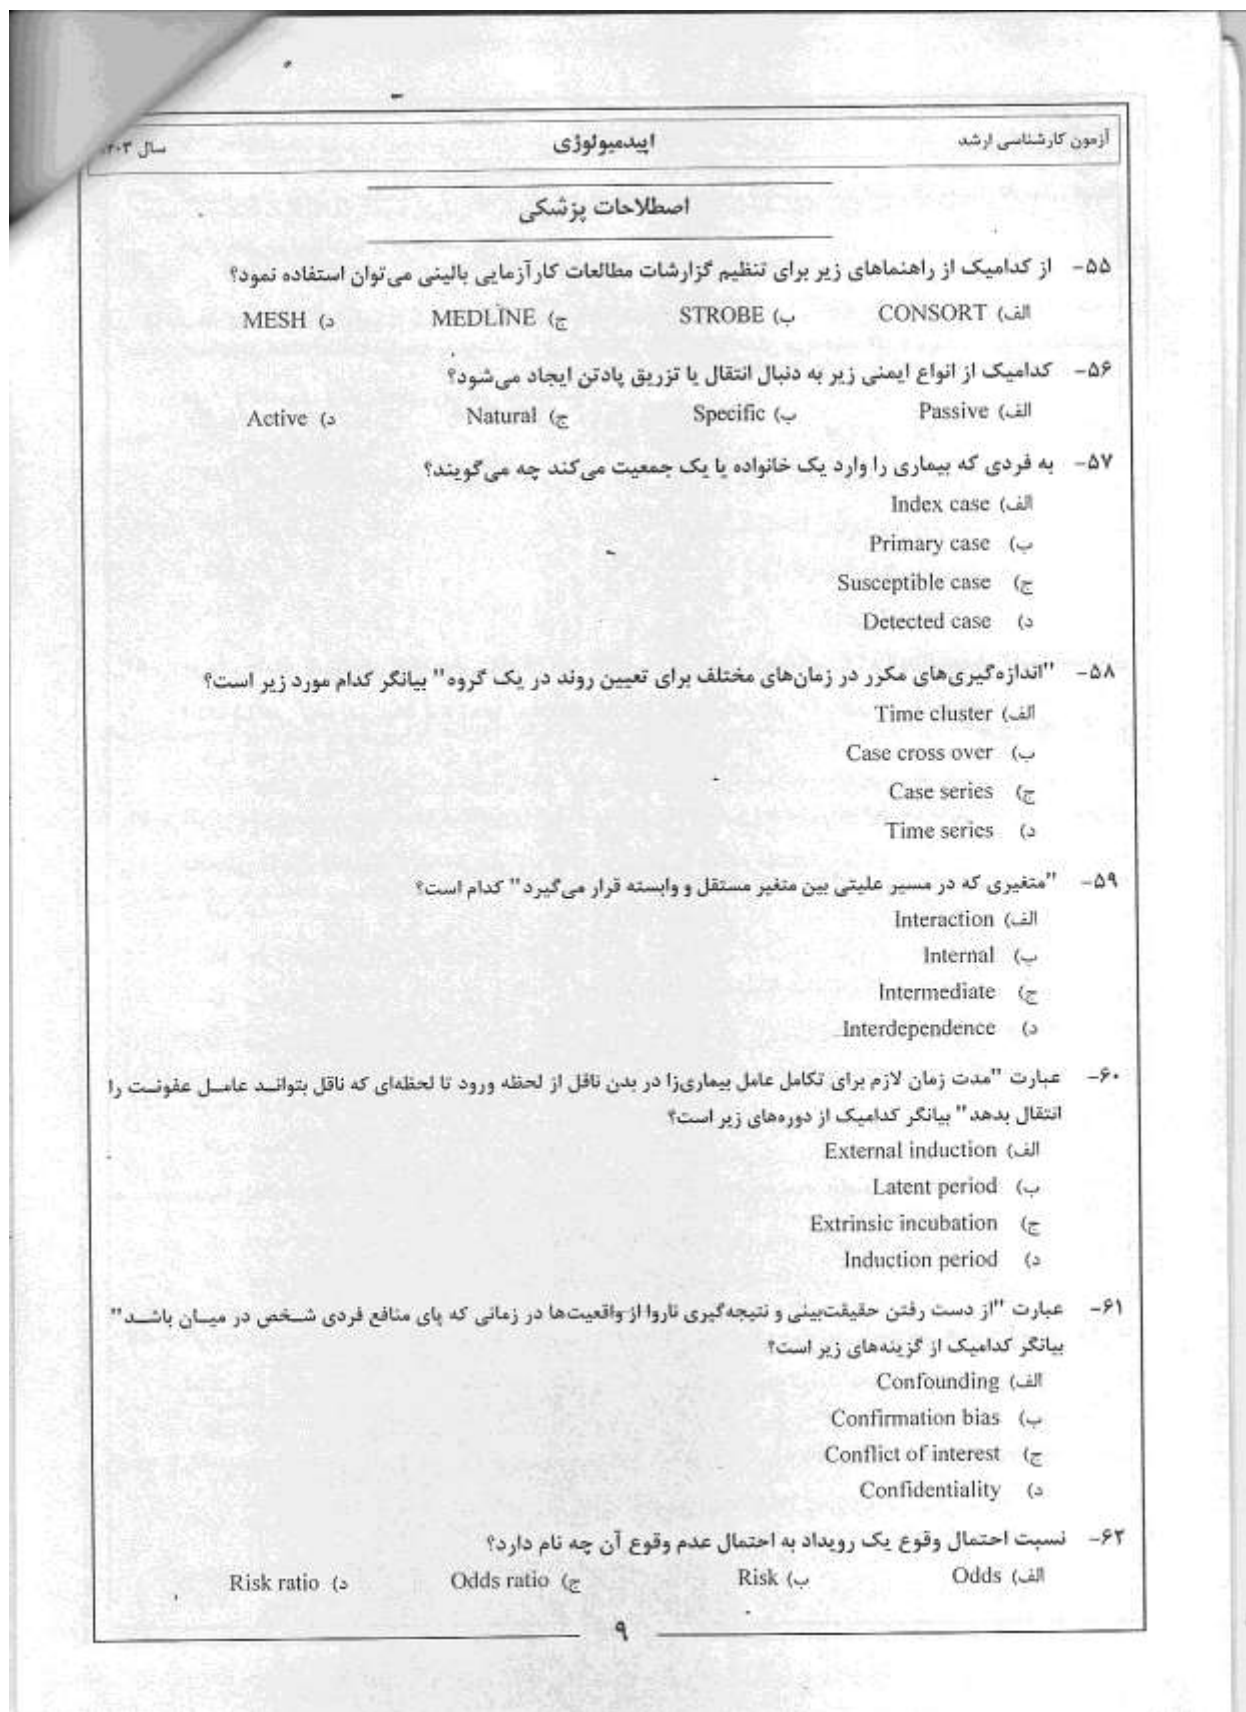 آزمون کارشناسی ارشد اپیدمیولوژی سال
اصطلاحات پزشکی
۵۵- از کدامیک از راهنماهای زیر برای تنظیم گزارشات مطالعات کارآزمایی بالینی می‌توان استفاده نمود؟
الف) CONSORT ب) STROBE ج) MEDLINE د) MESH
۵۶- کدامیک از انواع ایمنی زیر به دنبال انتقال یا تزریق پادتن ایجاد می‌شود؟
الف) Passive ب) Specific ج) Natural د) Active
۵۷- به فردی که بیماری را وارد یک خانواده یا یک جمعیت می‌کند چه می‌گویند؟
الف) Index case
ب) Primary case
ج) Susceptible case
د) Detected case
۵۸- "اندازه‌گیری‌های مکرر در زمان‌های مختلف برای تعیین روند در یک گروه" بیانگر کدام مورد زیر است؟
الف) Time cluster
ب) Case cross over
ج) Case series
د) Time series
۵۹- "متغیری که در مسیر علیتی بین متغیر مستقل و وابسته قرار می‌گیرد" کدام است؟
الف) Interaction
ب) Internal
ج) Intermediate
د) Interdependence
۶۰- عبارت "مدت زمان لازم برای تکامل عامل بیماری‌زا در بدن ناقل از لحظه ورود تا لحظه‌ای که ناقل بتوانـد عامـل عفونـت را
انتقال بدهد" بیانگر کدامیک از دوره‌های زیر است؟
الف) External induction
ب) Latent period
ج) Extrinsic incubation
د) Induction period
۶۱- عبارت "از دست رفتن حقیقت‌بینی و نتیجه‌گیری ناروا از واقعیت‌ها در زمانی که پای منافع فردی شـخص در میـان باشـد"
بیانگر کدامیک از گزینه‌های زیر است؟
الف) Confounding
ب) Confirmation bias
ج) Conflict of interest
د) Confidentiality
۶۲- نسبت احتمال وقوع یک رویداد به احتمال عدم وقوع آن چه نام دارد؟
الف) Odds ب) Risk ج) Odds ratio د) Risk ratio
۹